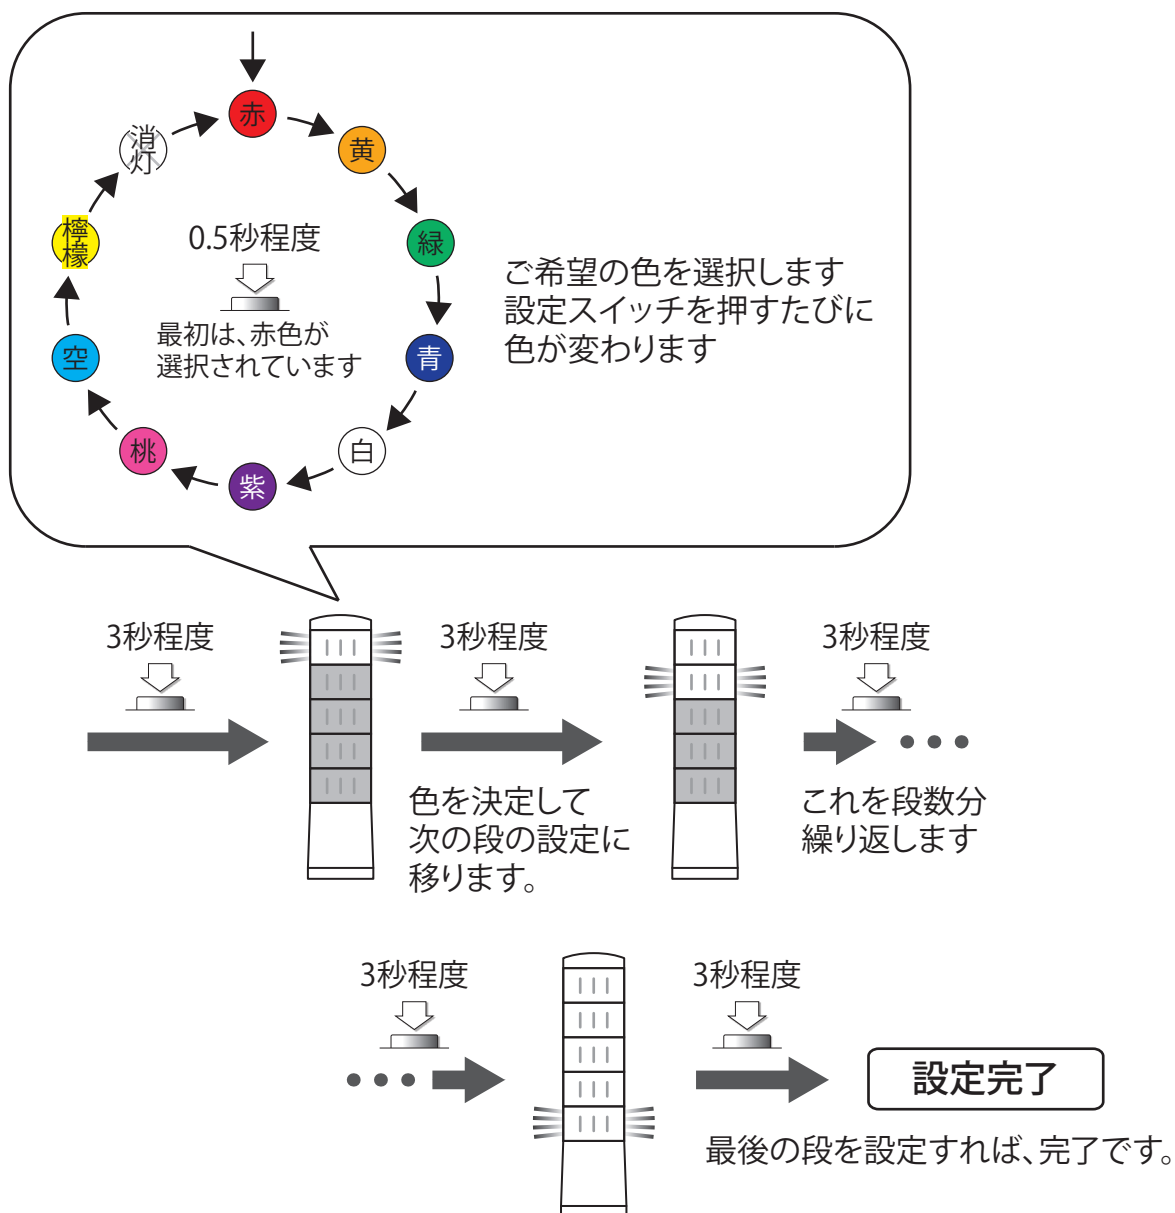 赤
黄
緑
青
白
紫
桃
空
檸檬
消灯
0.5秒程度
最初は、赤色が
選択されています
ご希望の色を選択します
設定スイッチを押すたびに
色が変わります
3秒程度
3秒程度
色を決定して
次の段の設定に
移ります。
3秒程度
これを段数分
繰り返します
3秒程度
3秒程度
設定完了
最後の段を設定すれば、完了です。